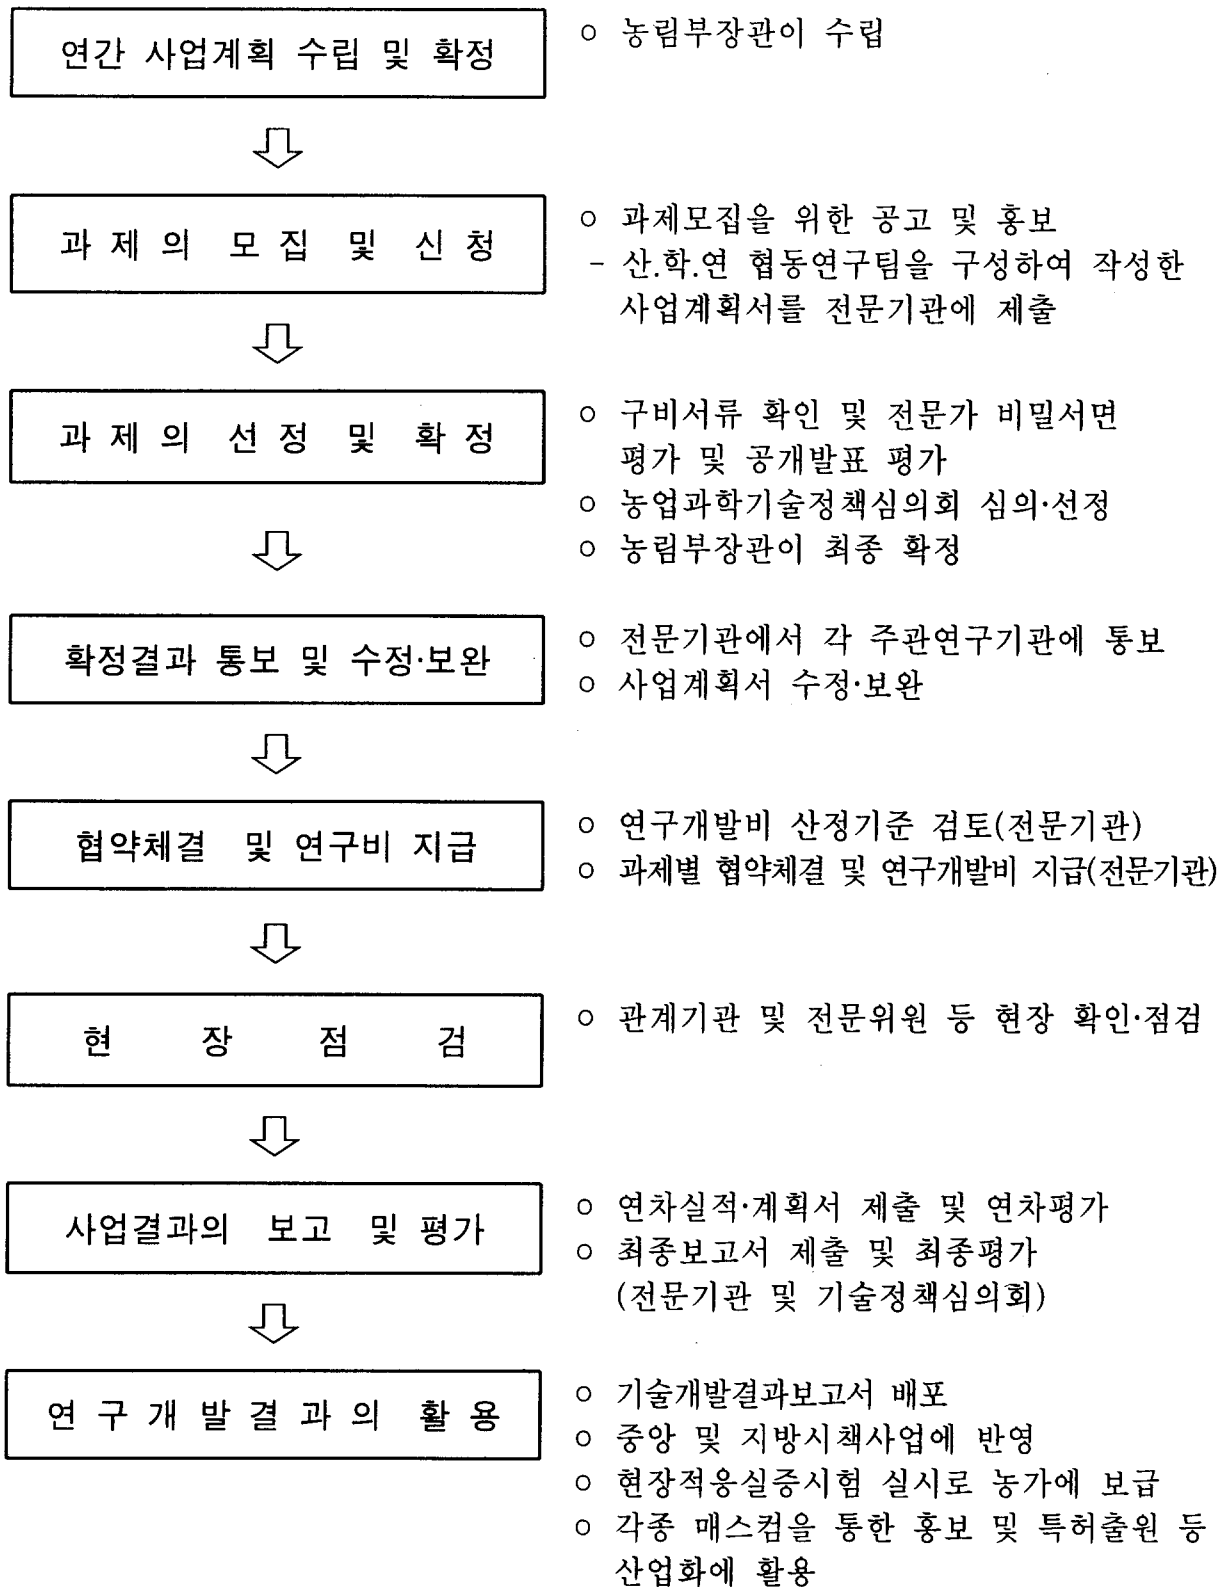 연간 사업계획 수립 및 확정
o 농림부장관이 수립
과 제 의 모 집 및 신 청
o 과제모집을 위한 공고 및 홍보
- 산.학.연 협동연구팀을 구성하여 작성한
사업계획서를 전문기관에 제출
과 제 의 선 정 및 확 정
o 구비서류 확인 및 전문가 비밀서면
평가 및 공개발표 평가
o 농업과학기술정책심의회 심의·선정
o 농림부장관이 최종 확정
확정결과 통보 및 수정·보완
o 전문기관에서 각 주관연구기관에 통보
o 사업계획서 수정·보완
협약체결 및 연구비 지급
o 연구개발비 산정기준 검토(전문기관)
o 과제별 협약체결 및 연구개발비 지급(전문기관)
현 장 점 검
o 관계기관 및 전문위원 등 현장 확인·점검
사업결과의 보고 및 평가
o 연차실적·계획서 제출 및 연차평가
o 최종보고서 제출 및 최종평가
(전문기관 및 기술정책심의회)
연 구 개 발 결 과 의 활 용
o 기술개발결과보고서 배포
o 중앙 및 지방시책사업에 반영
o 현장적응실증시험 실시로 농가에 보급
o 각종 매스컴을 통한 홍보 및 특허출원 등
산업화에 활용